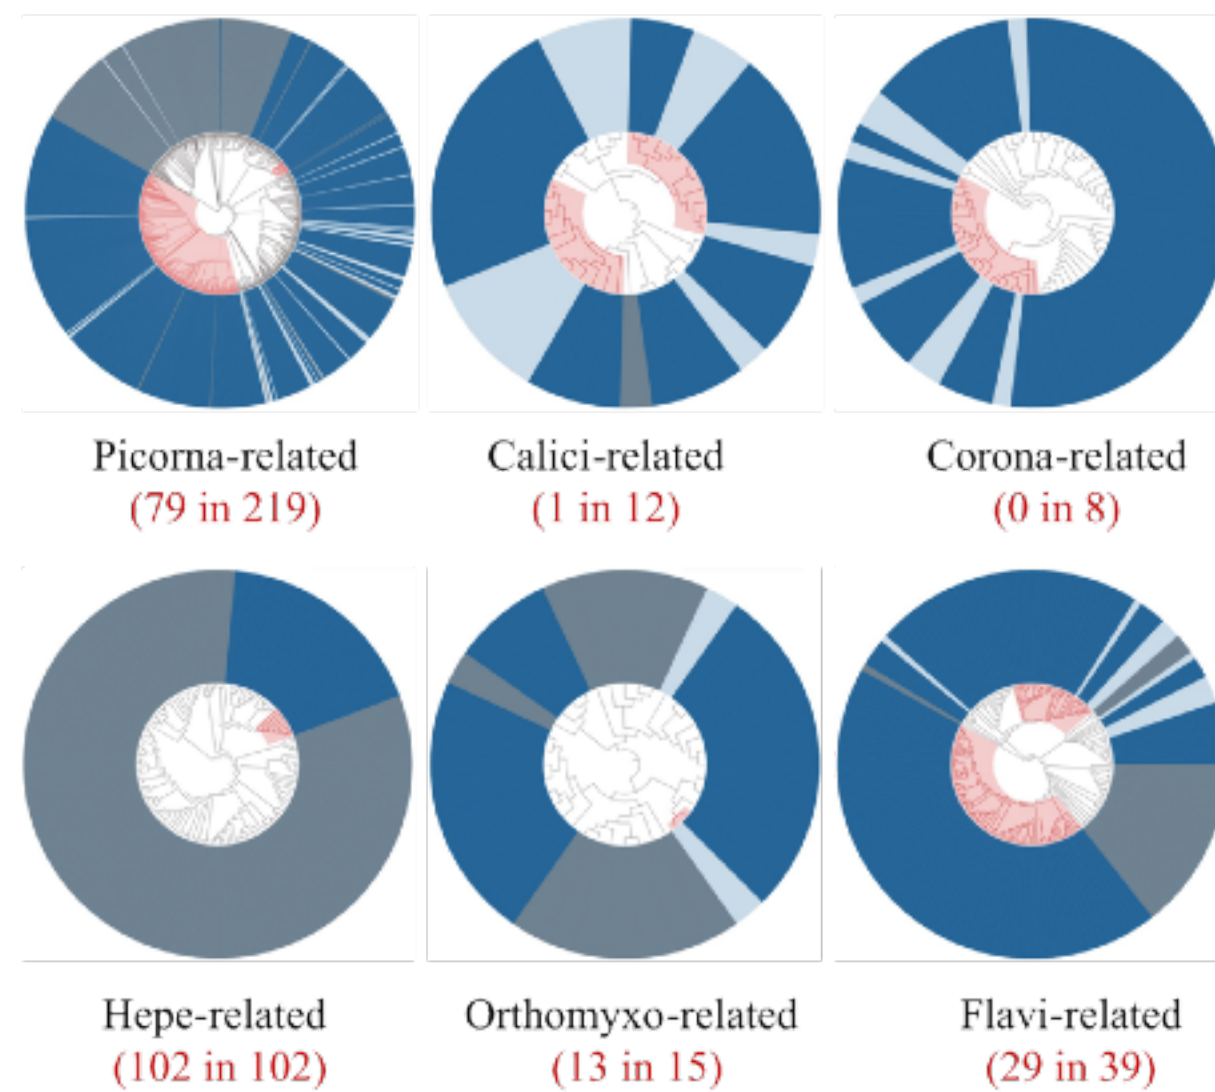 Picorna-related
(79 in 219)
Calici-related
(1 in 12)
Corona-related
(0 in 8)
Hepe-related
(102 in 102)
Orthomyxo-related
(13 in 15)
Flavi-related
(29 in 39)